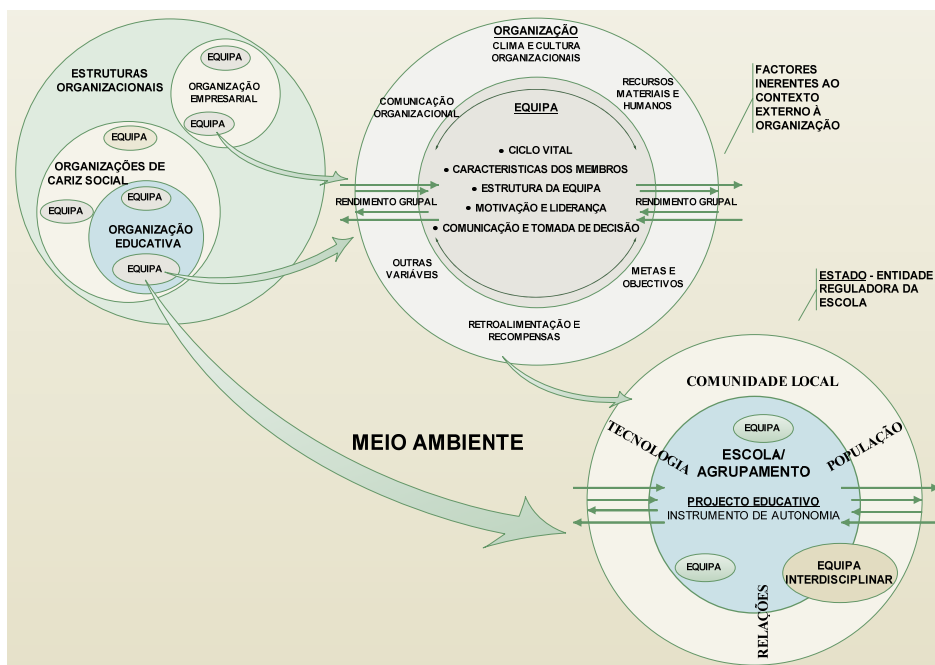 ESTRUTURAS
ORGANIZACIONAIS
EQUIPA
ORGANIZAÇÃO
EMPRESARIAL
EQUIPA
EQUIPA
ORGANIZAÇÕES DE
CARIZ SOCIAL
EQUIPA
EQUIPA
ORGANIZAÇÃO
EDUCATIVA
EQUIPA
ORGANIZAÇÃO
CLIMA E CULTURA
ORGANIZACIONAIS
COMUNICAÇÃO
ORGANIZACIONAL
RECURSOS
MATERIAIS E
HUMANOS
EQUIPA
• CICLO VITAL
• CARACTERISTICAS DOS MEMBROS
• ESTRUTURA DA EQUIPA
• MOTIVAÇÃO E LIDERANÇA
• COMUNICAÇÃO E TOMADA DE DECISÃO
RENDIMENTO GRUPAL
RENDIMENTO GRUPAL
OUTRAS
VARIÁVEIS
METAS E
OBJECTIVOS
RETROALIMENTAÇÃO E
RECOMPENSAS
FACTORES
INERENTES AO
CONTEXTO
EXTERNO À
ORGANIZAÇÃO
ESTADO - ENTIDADE
REGULADORA DA
ESCOLA
MEIO AMBIENTE
COMUNIDADE LOCAL
TECNOLOGIA
POPULAÇÃO
EQUIPA
ESCOLA/
AGRUPAMENTO
PROJECTO EDUCATIVO
INSTRUMENTO DE AUTONOMIA
EQUIPA
EQUIPA
INTERDISCIPLINAR
RELAÇÕES